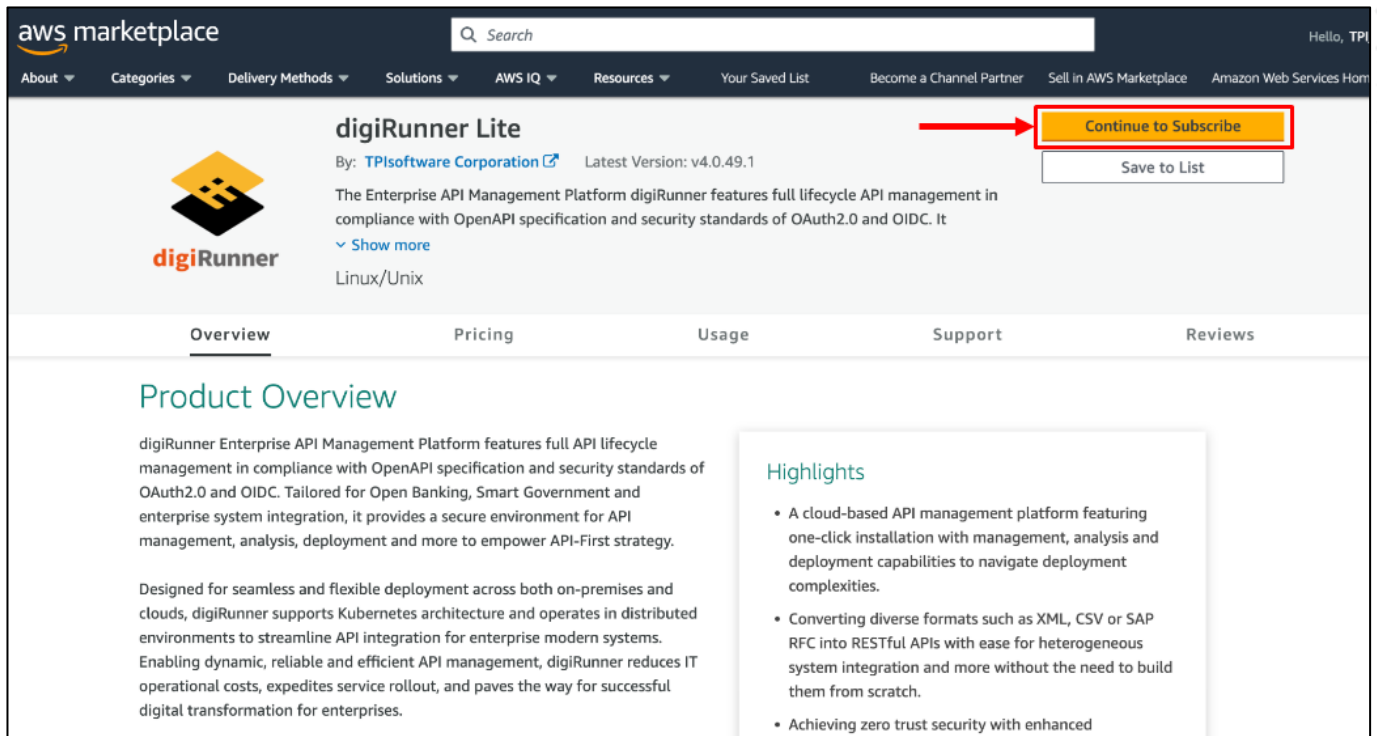 aws marketplace
Search
Hello, TPI
About
Categories
Delivery Methods
Solutions
AWS IQ
Resources
Your Saved List
Become a Channel Partner
Sell in AWS Marketplace
Amazon Web Services Hom
digiRunner
digiRunner Lite
By: TPIsoftware Corporation Latest Version: v4.0.49.1
The Enterprise API Management Platform digiRunner features full lifecycle API management in
compliance with OpenAPI specification and security standards of OAuth2.0 and OIDC. It
Show more
Linux/Unix
Continue to Subscribe
Save to List
Overview
Pricing
Usage
Support
Reviews
Product Overview
digiRunner Enterprise API Management Platform features full API lifecycle
management in compliance with OpenAPI specification and security standards of
OAuth2.0 and OIDC. Tailored for Open Banking, Smart Government and
enterprise system integration, it provides a secure environment for API
management, analysis, deployment and more to empower API-First strategy.
Designed for seamless and flexible deployment across both on-premises and
clouds, digiRunner supports Kubernetes architecture and operates in distributed
environments to streamline API integration for enterprise modern systems.
Enabling dynamic, reliable and efficient API management, digiRunner reduces IT
operational costs, expedites service rollout, and paves the way for successful
digital transformation for enterprises.
Highlights
• A cloud-based API management platform featuring
one-click installation with management, analysis and
deployment capabilities to navigate deployment
complexities.
• Converting diverse formats such as XML, CSV or SAP
RFC into RESTful APIs with ease for heterogeneous
system integration and more without the need to build
them from scratch.
• Achieving zero trust security with enhanced